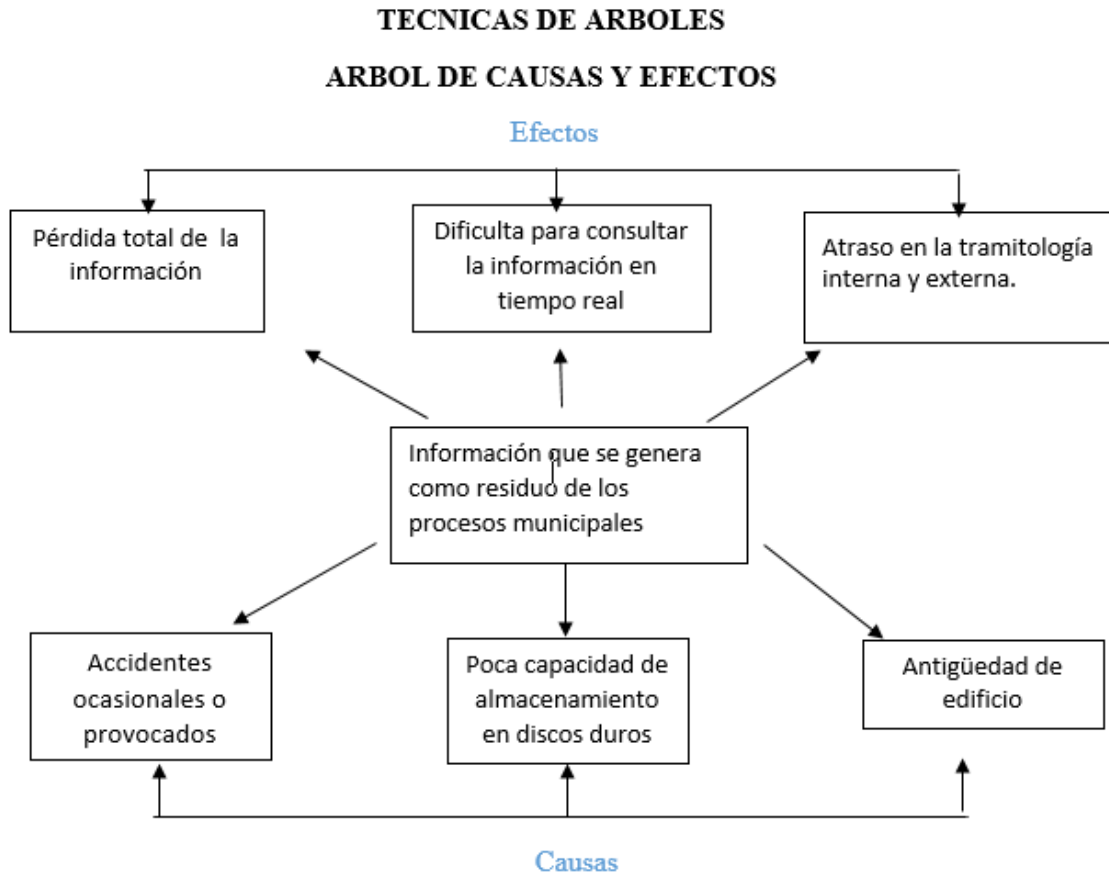 TECNICAS DE ARBOLES
ARBOL DE CAUSAS Y EFECTOS
Efectos
Pérdida total de la
información
Dificulta para consultar
la información en
tiempo real
Atraso en la tramitología
interna y externa.
Información que se genera
como residuo de los
procesos municipales
Accidentes
ocasionales o
provocados
Poca capacidad de
almacenamiento
en discos duros
Antigüedad de
edificio
Causas